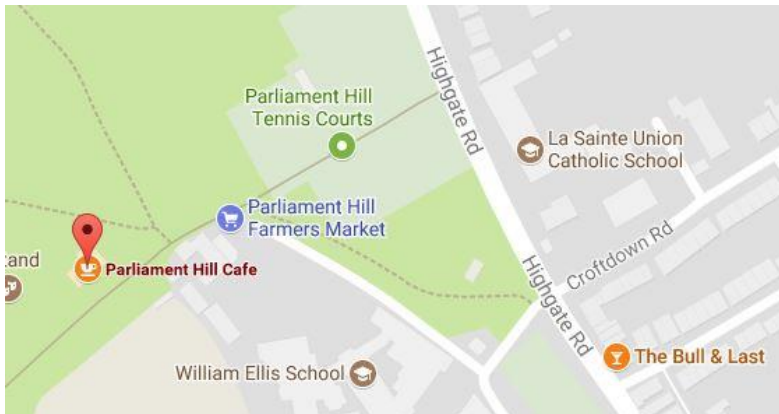 Highgate Rd
Parliament Hill
Tennis Courts
La Sainte Union
Catholic School
Parliament Hill
Farmers Market
Croftdown Rd
tand
Parliament Hill Cafe
Highgate Rd
The Bull & Last
William Ellis School